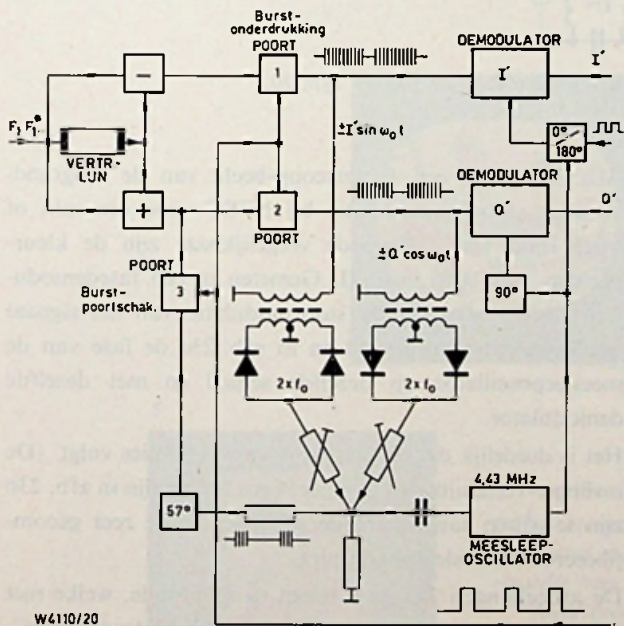 Burst-
onderdrukking
POORT
1
DEMODULATOR
I'
I'
F, F₁*
VERTR-
LIJN
±I' sin ω₀ t
0°
180°
2
POORT
DEMODULATOR
Q'
Q'
±Q' cos ω₀ t
POORT
Burst-
poortschak.
3
90°
2 x f₀
2 x f₀
57°
4,43 MHz
MEESLEEP-
OSCILLATOR
W4110/20